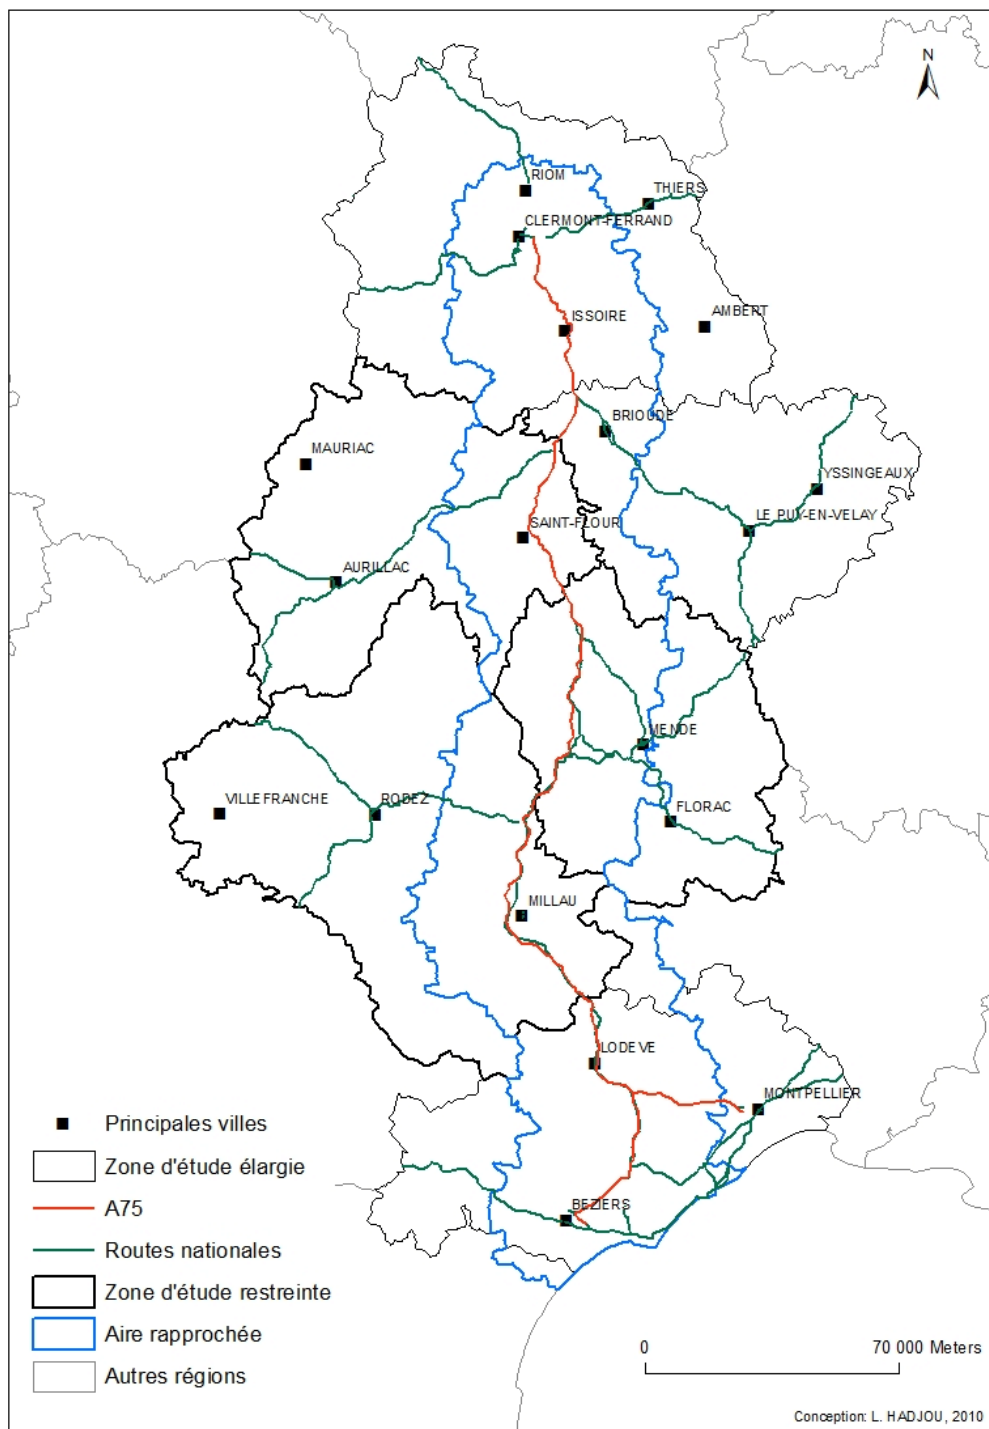 N
RIOM
THIERS
CLERMONT-FERRAND
ISSOIRE
AMBERT
BRIOUDE
MAURIAC
YSSINGEAUX
LE PUY-EN-VELAY
SAINT-FLOUR
AURILLAC
MENDE
VILLEFRANCHE
RODEZ
FLORAC
MILLAU
LODEVE
MONTPELLIER
BEZIERS
Principales villes
Zone d'étude élargie
A75
Routes nationales
Zone d'étude restreinte
Aire rapprochée
Autres régions
0 70 000 Meters
Conception: L. HADJOU, 2010